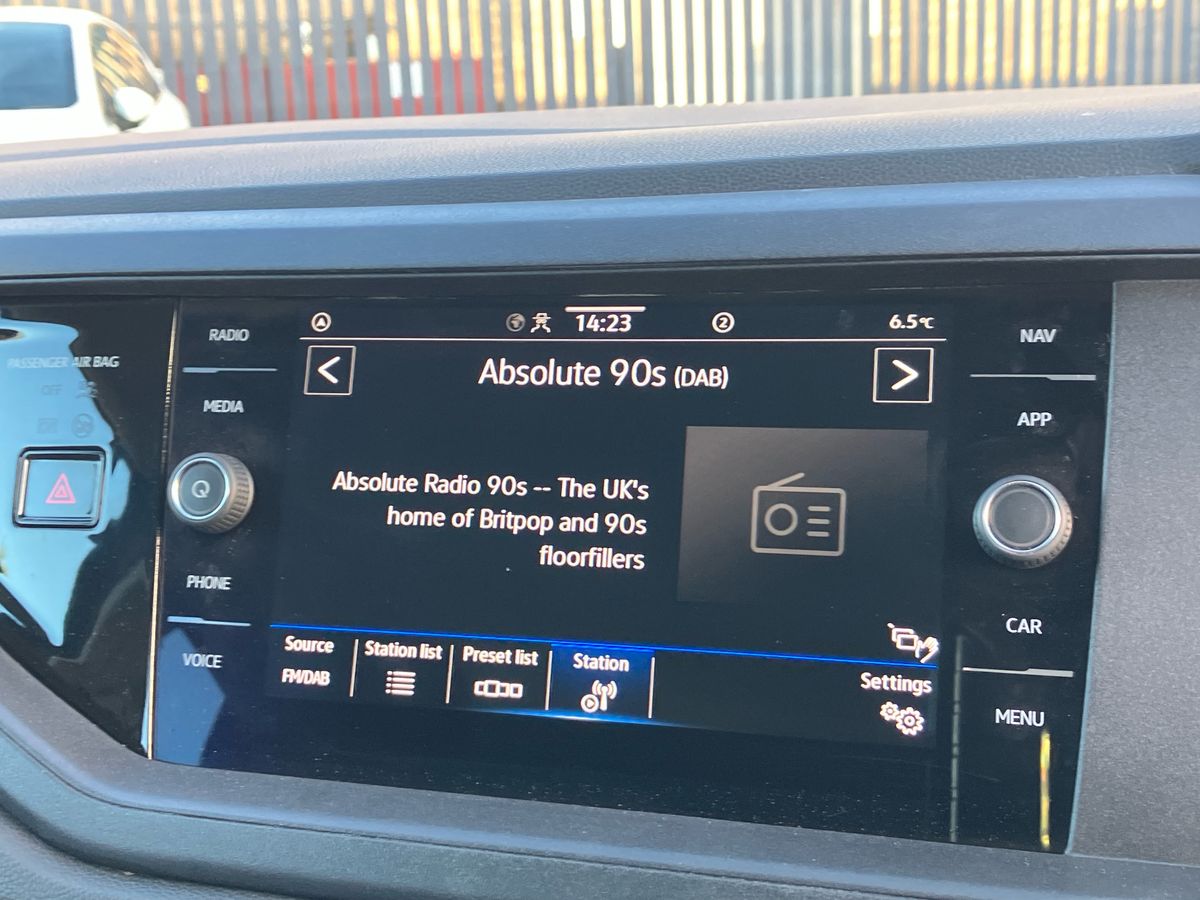 14:23
2
6.5°C
RADIO
NAV
PASSENGER AIR BAG
OFF
<
Absolute 90s (DAB)
>
MEDIA
APP
Absolute Radio 90s -- The UK's
home of Britpop and 90s
floorfillers
PHONE
CAR
VOICE
Source
Station list
Preset list
Station
Settings
FM/DAB
MENU